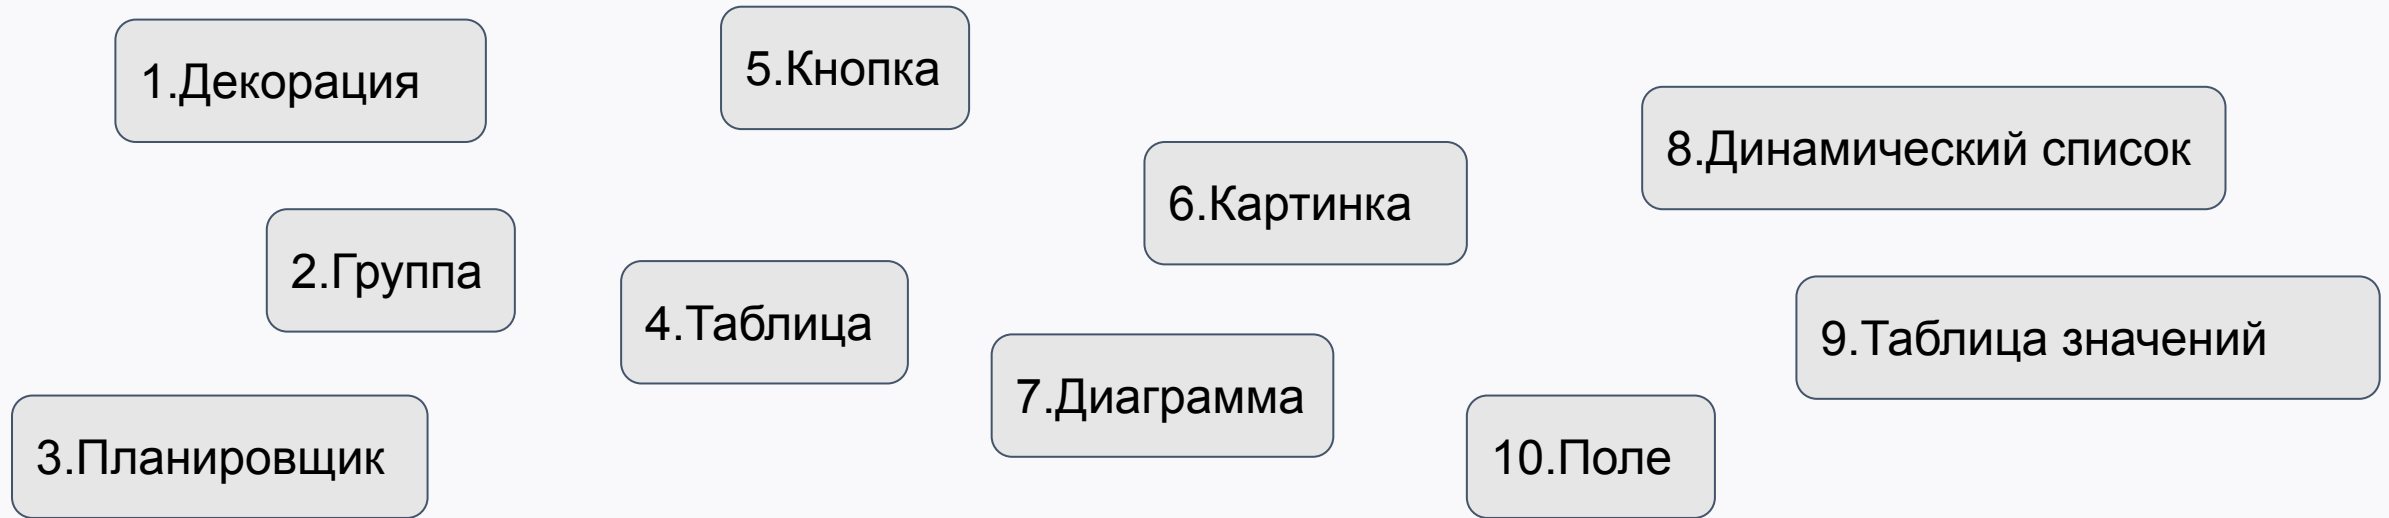 1.Декорация
2.Группа
3.Планировщик
4.Таблица
5.Кнопка
6.Картинка
7.Диаграмма
8.Динамический список
9.Таблица значений
10.Поле